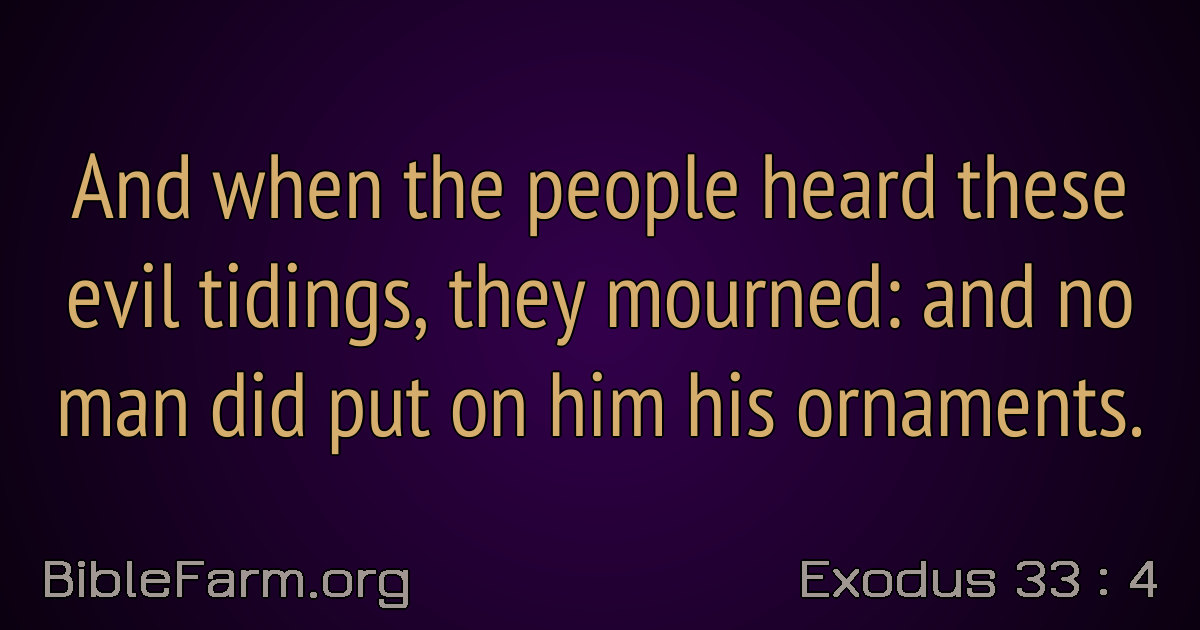 And when the people heard these
evil tidings, they mourned: and no
man did put on him his ornaments.
BibleFarm.org
Exodus 33 : 4